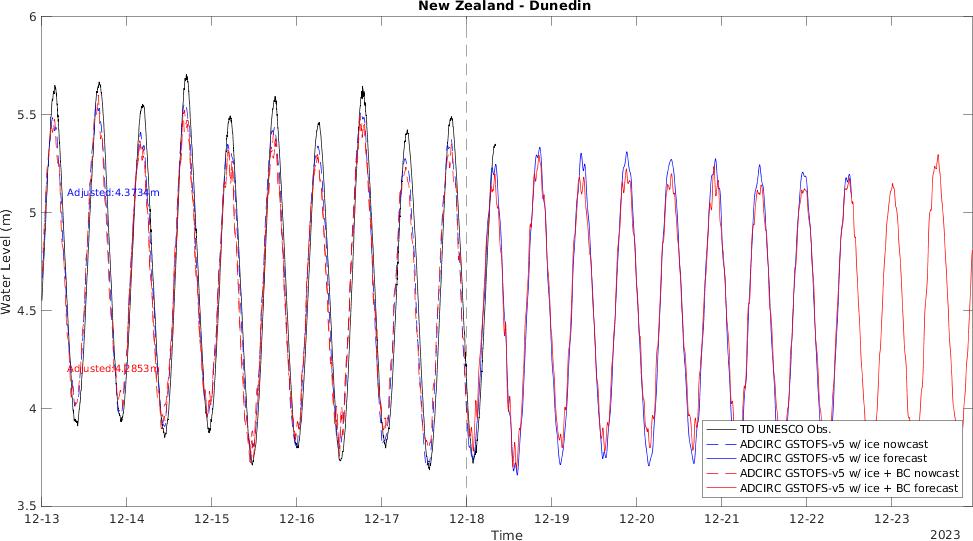 New Zealand - Dunedin
6
5.5
5
4.5
4
3.5
Water Level (m)
Adjusted:4.3734m
Adjusted:4.2853m
TD UNESCO Obs.
ADCIRC GSTOFS-v5 w/ ice nowcast
ADCIRC GSTOFS-v5 w/ ice forecast
ADCIRC GSTOFS-v5 w/ ice + BC nowcast
ADCIRC GSTOFS-v5 w/ ice + BC forecast
12-13 12-14 12-15 12-16 12-17 12-18 12-19 12-20 12-21 12-22 12-23
Time
2023